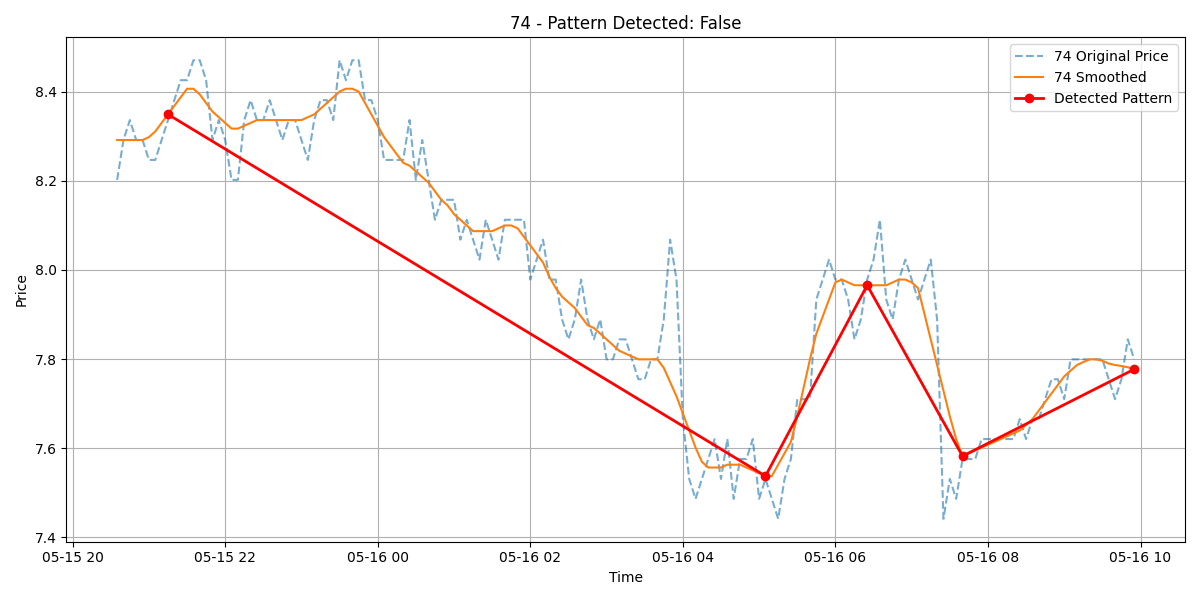 74 - Pattern Detected: False
74 Original Price
74 Smoothed
Detected Pattern
Price
8.4
8.2
8.0
7.8
7.6
7.4
05-15 20 05-15 22 05-16 00 05-16 02 05-16 04 05-16 06 05-16 08 05-16 10
Time